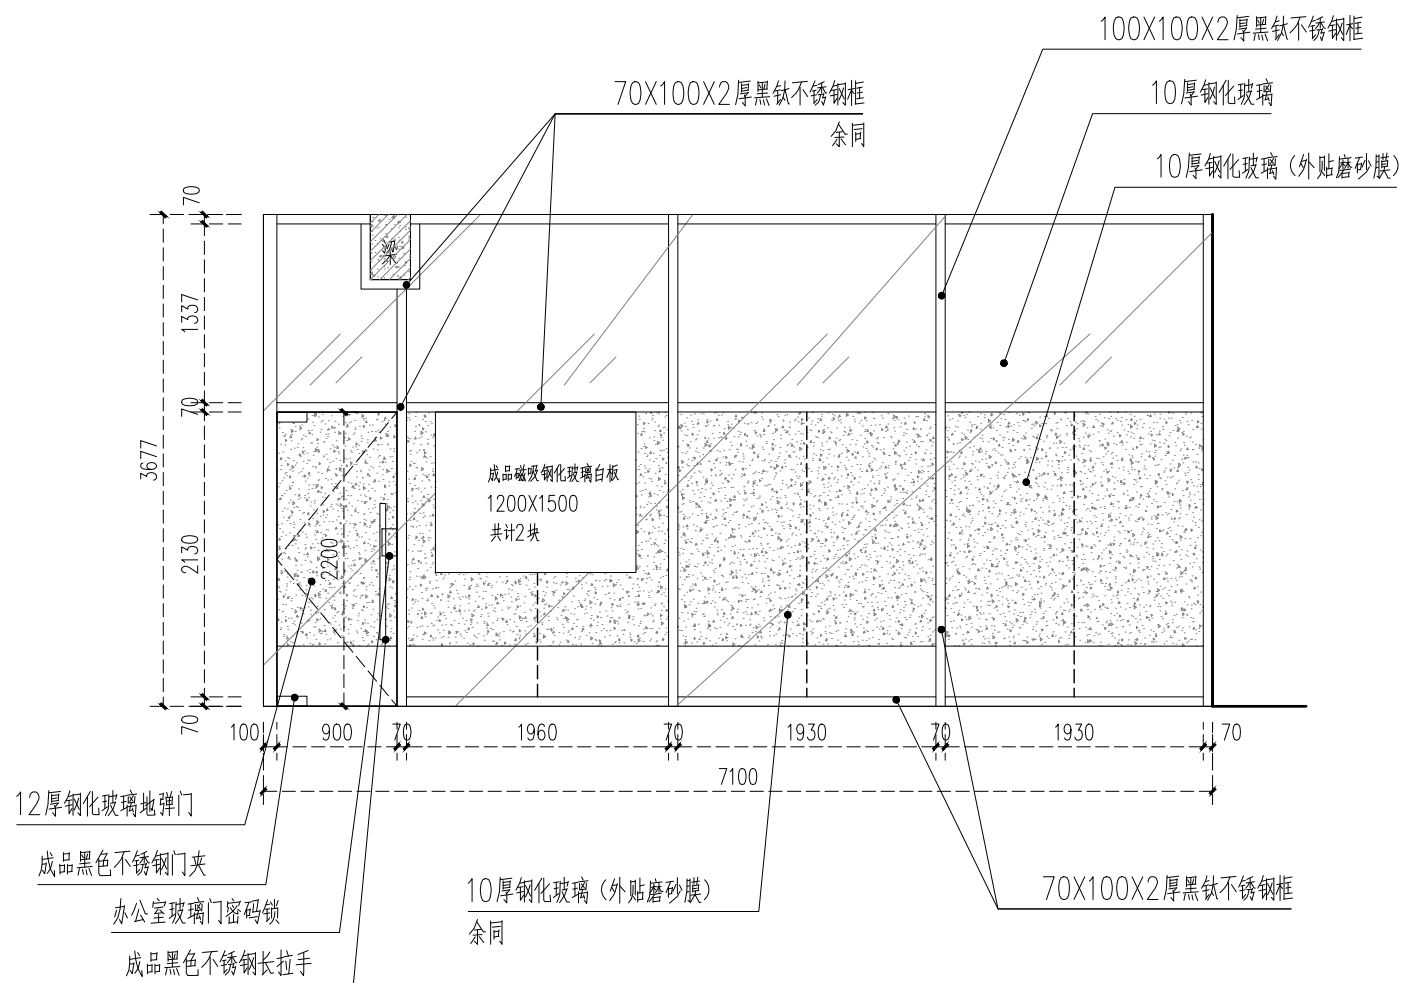 100X100X2厚黑钛不锈钢框
70X100X2厚黑钛不锈钢框
余同
10厚钢化玻璃
10厚钢化玻璃（外贴磨砂膜）
70
1337
70
3677
2130
70
梁
成品磁吸钢化玻璃白板
1200X1500
共计2块
2200
100
900
70
1960
70
1930
70
1930
70
7100
12厚钢化玻璃地弹门
成品黑色不锈钢门夹
办公室玻璃门密码锁
成品黑色不锈钢长拉手
10厚钢化玻璃（外贴磨砂膜）
余同
70X100X2厚黑钛不锈钢框